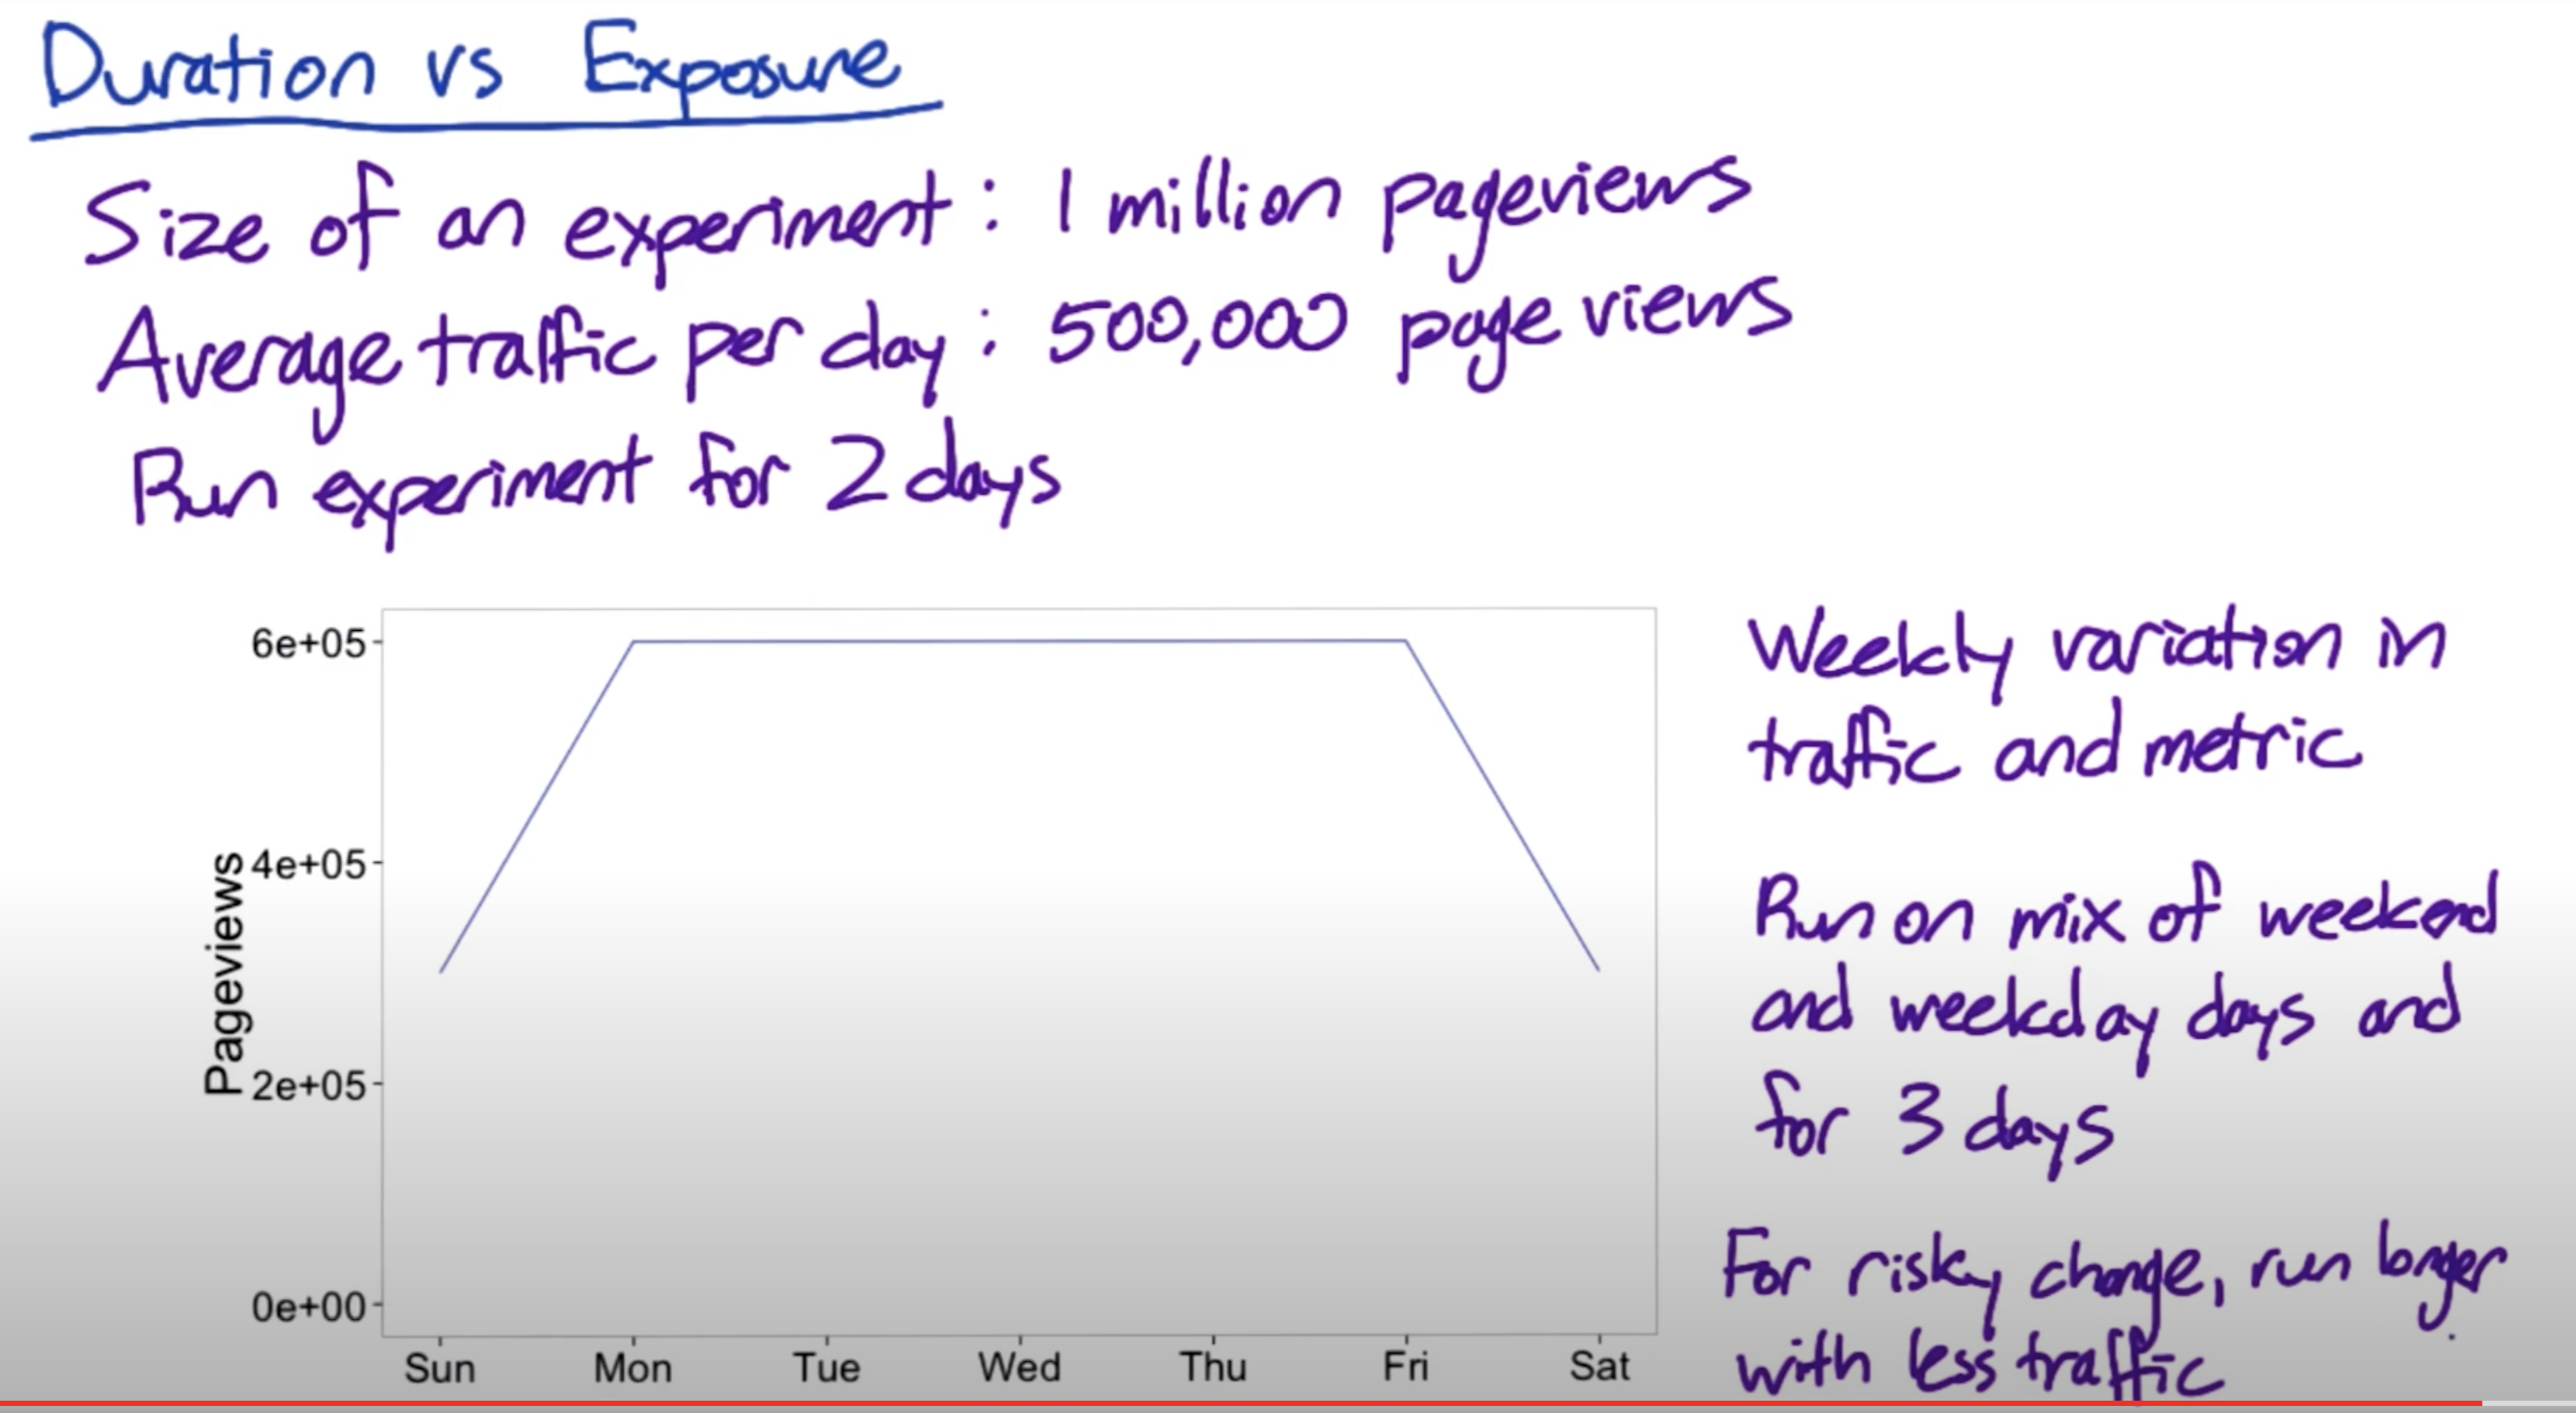 Duration vs Exposure
Size of an experiment: 1 million pageviews
Average traffic per day: 500,000 page views
Run experiment for 2 days
6e+05
4e+05
2e+05
0e+00
Pageviews
Sun Mon Tue Wed Thu Fri Sat
Weekly variation in
traffic and metric
Run on mix of weekend
and weekday days and
for 3 days
For risky change, run longer
with less traffic